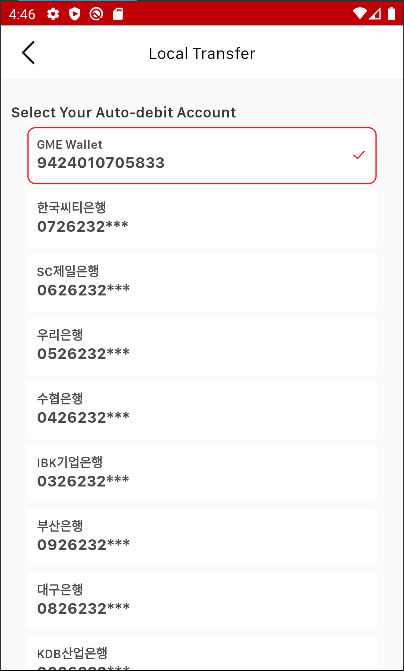 4:46
Local Transfer
Select Your Auto-debit Account
GME Wallet
9424010705833
한국씨티은행
0726232***
SC제일은행
0626232***
우리은행
0526232***
수협은행
0426232***
IBK기업은행
0326232***
부산은행
0926232***
대구은행
0826232***
KDB산업은행